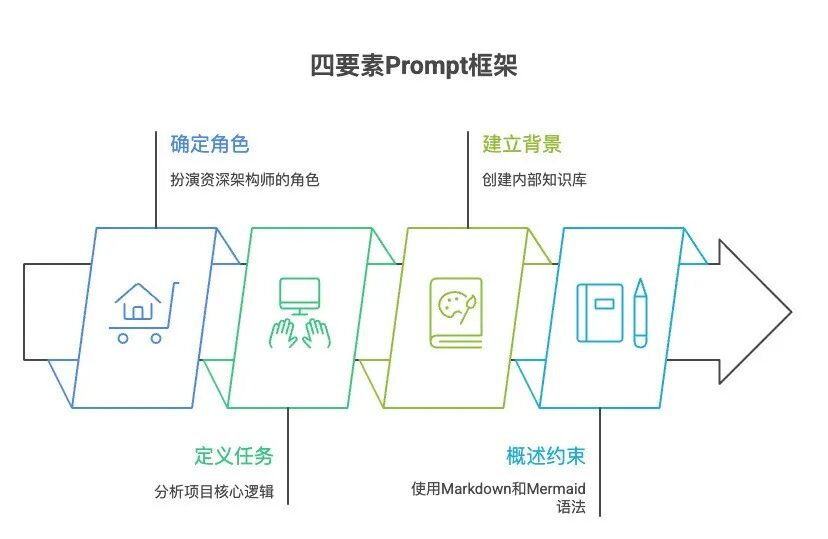 四要素Prompt框架
确定角色
扮演资深架构师的角色
建立背景
创建内部知识库
定义任务
分析项目核心逻辑
概述约束
使用Markdown和Mermaid
语法